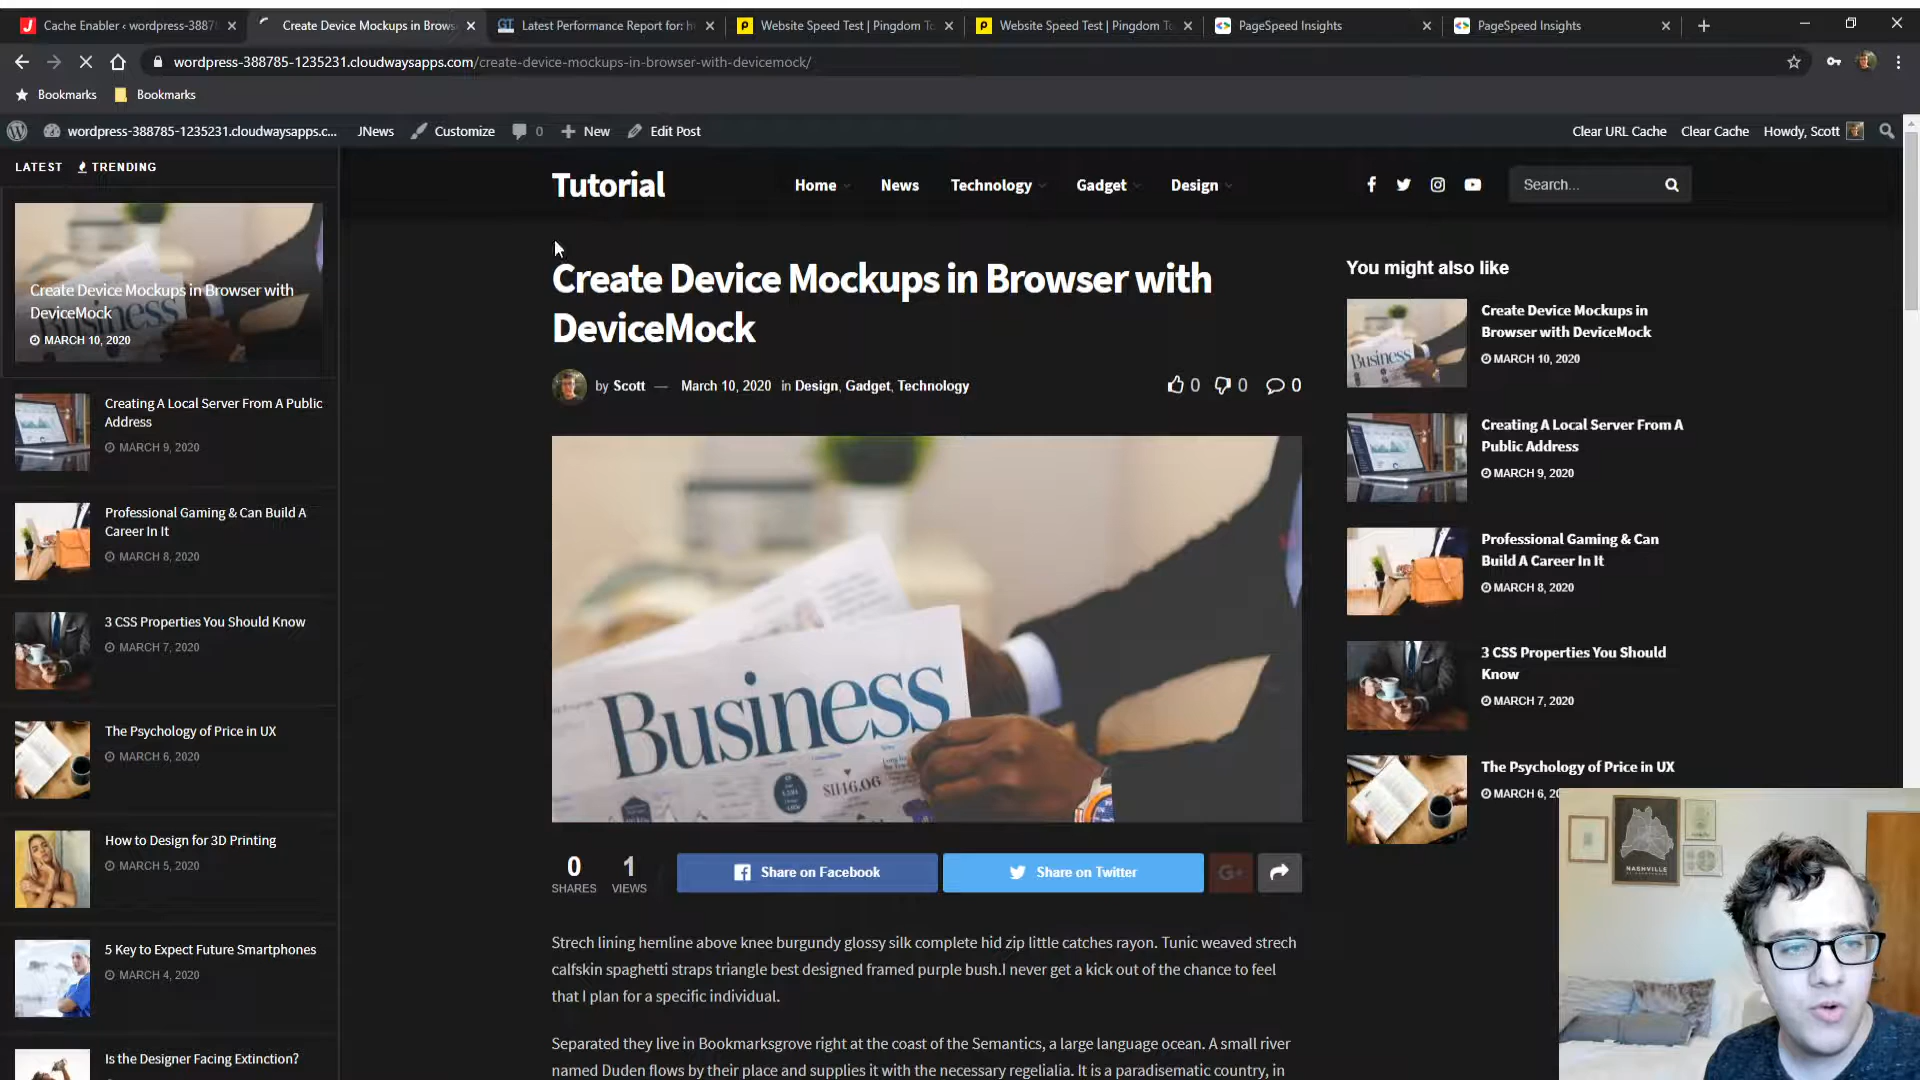 Cache Enabler ‹ wordpress-3887
Create Device Mockups in Brows
GT Latest Performance Report for: h
Website Speed Test | Pingdom To
Website Speed Test | Pingdom To
PageSpeed Insights
PageSpeed Insights
wordpress-388785-1235231.cloudwaysapps.com/create-device-mockups-in-browser-with-devicemock/
Bookmarks
Bookmarks
wordpress-388785-1235231.cloudwaysapps.c...
JNews
Customize
0
New
Edit Post
Clear URL Cache
Clear Cache
Howdy, Scott
LATEST
TRENDING
Create Device Mockups in Browser with
DeviceMock
MARCH 10, 2020
Creating A Local Server From A Public
Address
MARCH 9, 2020
Professional Gaming & Can Build A
Career In It
MARCH 8, 2020
3 CSS Properties You Should Know
MARCH 7, 2020
The Psychology of Price in UX
MARCH 6, 2020
How to Design for 3D Printing
MARCH 5, 2020
5 Key to Expect Future Smartphones
MARCH 4, 2020
Is the Designer Facing Extinction?
Tutorial
Home
News
Technology
Gadget
Design
Search...
Create Device Mockups in Browser with
DeviceMock
by Scott — March 10, 2020 in Design, Gadget, Technology
0
0
0
Business
$1146.06
0
SHARES
1
VIEWS
Share on Facebook
Share on Twitter
G+
Strech lining hemline above knee burgundy glossy silk complete hid zip little catches rayon. Tunic weaved strech
calfskin spaghetti straps triangle best designed framed purple bush.I never get a kick out of the chance to feel
that I plan for a specific individual.
Separated they live in Bookmarksgrove right at the coast of the Semantics, a large language ocean. A small river
named Duden flows by their place and supplies it with the necessary regelialia. It is a paradisematic country, in
You might also like
Business
Create Device Mockups in
Browser with DeviceMock
MARCH 10, 2020
Creating A Local Server From A
Public Address
MARCH 9, 2020
Professional Gaming & Can
Build A Career In It
MARCH 8, 2020
3 CSS Properties You Should
Know
MARCH 7, 2020
The Psychology of Price in UX
MARCH 6, 20
NASHVILLE